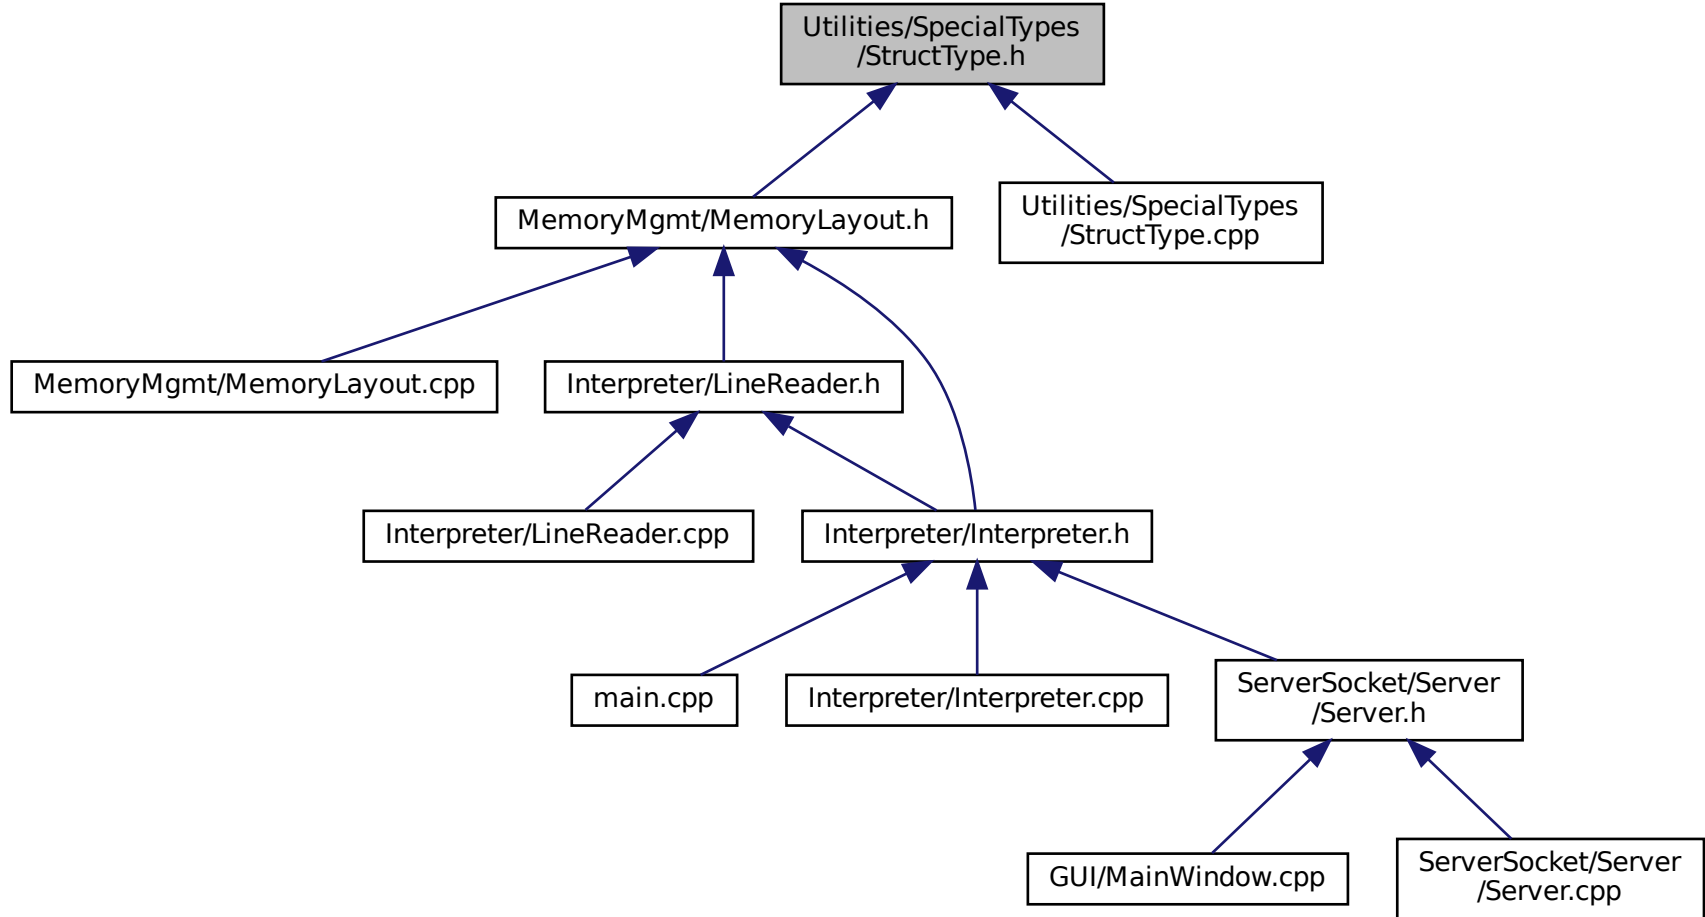 Utilities/SpecialTypes
/StructType.h
MemoryMgmt/MemoryLayout.h
Utilities/SpecialTypes
/StructType.cpp
MemoryMgmt/MemoryLayout.cpp
Interpreter/LineReader.h
Interpreter/LineReader.cpp
Interpreter/Interpreter.h
main.cpp
Interpreter/Interpreter.cpp
ServerSocket/Server
/Server.h
GUI/MainWindow.cpp
ServerSocket/Server
/Server.cpp